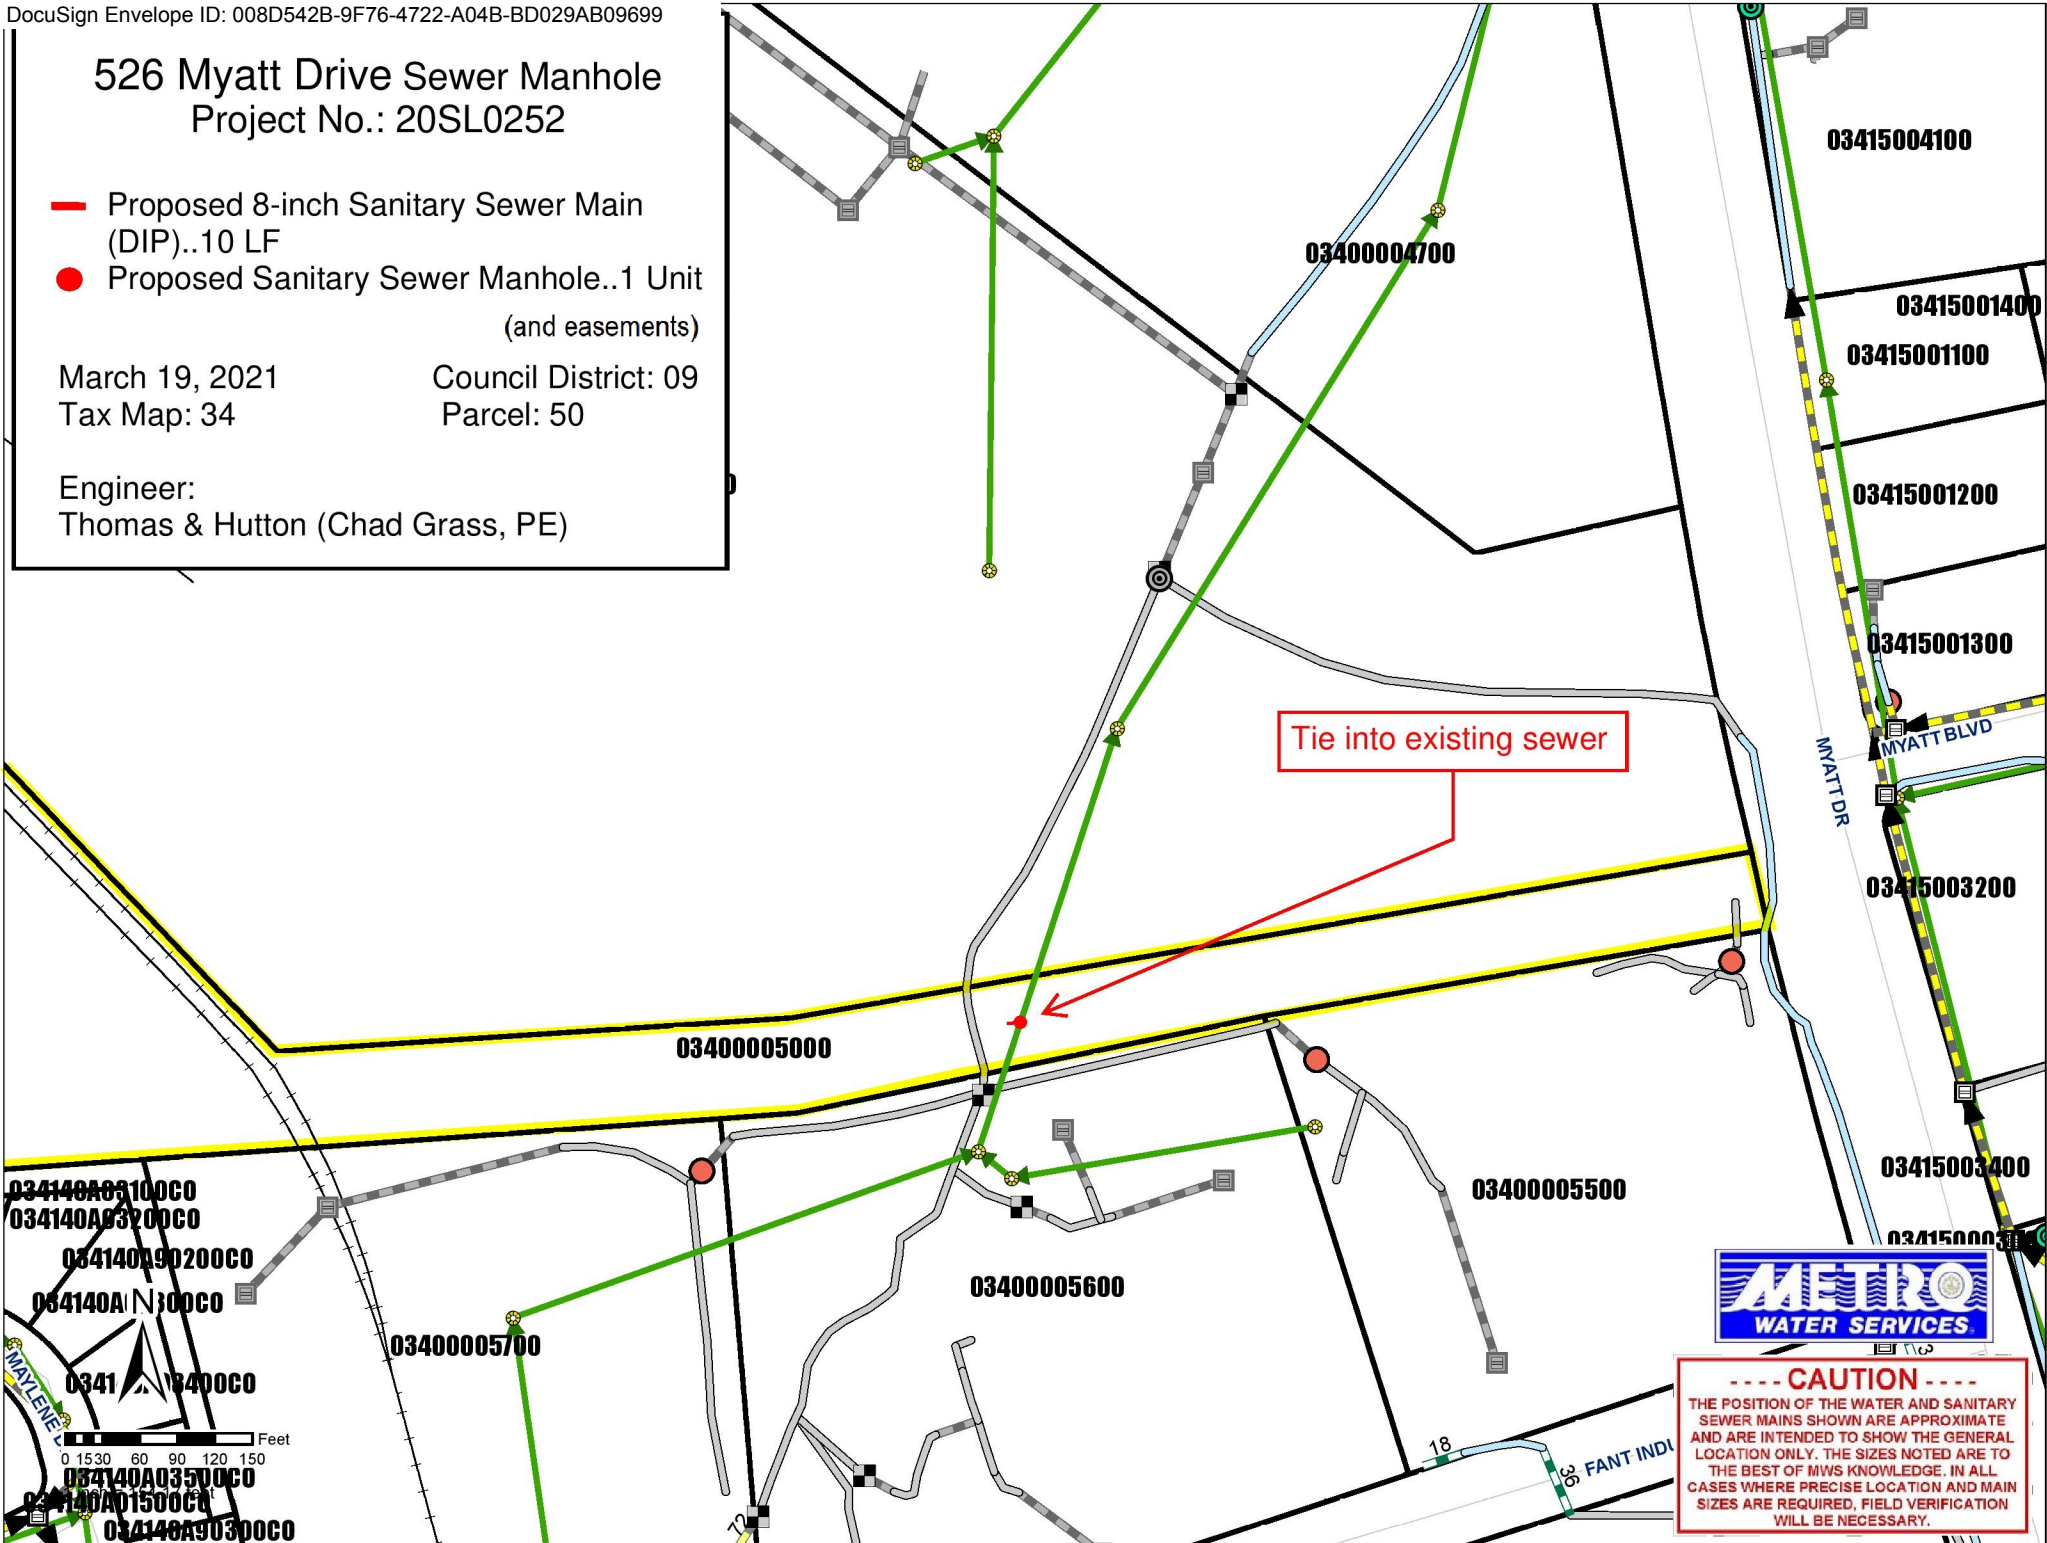 DocuSign Envelope ID: 008D542B-9F76-4722-A04B-BD029AB09699
526 Myatt Drive Sewer Manhole
Project No.: 20SL0252
Proposed 8-inch Sanitary Sewer Main
(DIP)..10 LF
Proposed Sanitary Sewer Manhole..1 Unit
(and easements)
March 19, 2021
Council District: 09
Tax Map: 34
Parcel: 50
Engineer:
Thomas & Hutton (Chad Grass, PE)
03415004100
03400004700
03415001400
03415001100
03415001200
03415001300
Tie into existing sewer
MYATT BLVD
MYATT DR
03415003200
03400005000
03415003400
03400005500
034140A03100CO
034140A03200CO
034140A90200CO
N
03400005600
03400005700
METRO
WATER SERVICES
MAYLENE
Feet
0 15 30 60 90 120 150
034140A03500CO
034140A01500CO
034140A90300CO
72
18
36
FANT
---- CAUTION ----
THE POSITION OF THE WATER AND SANITARY
SEWER MAINS SHOWN ARE APPROXIMATE
AND ARE INTENDED TO SHOW THE GENERAL
LOCATION ONLY. THE SIZES NOTED ARE TO
THE BEST OF MWS KNOWLEDGE. IN ALL
CASES WHERE PRECISE LOCATION AND MAIN
SIZES ARE REQUIRED, FIELD VERIFICATION
WILL BE NECESSARY.